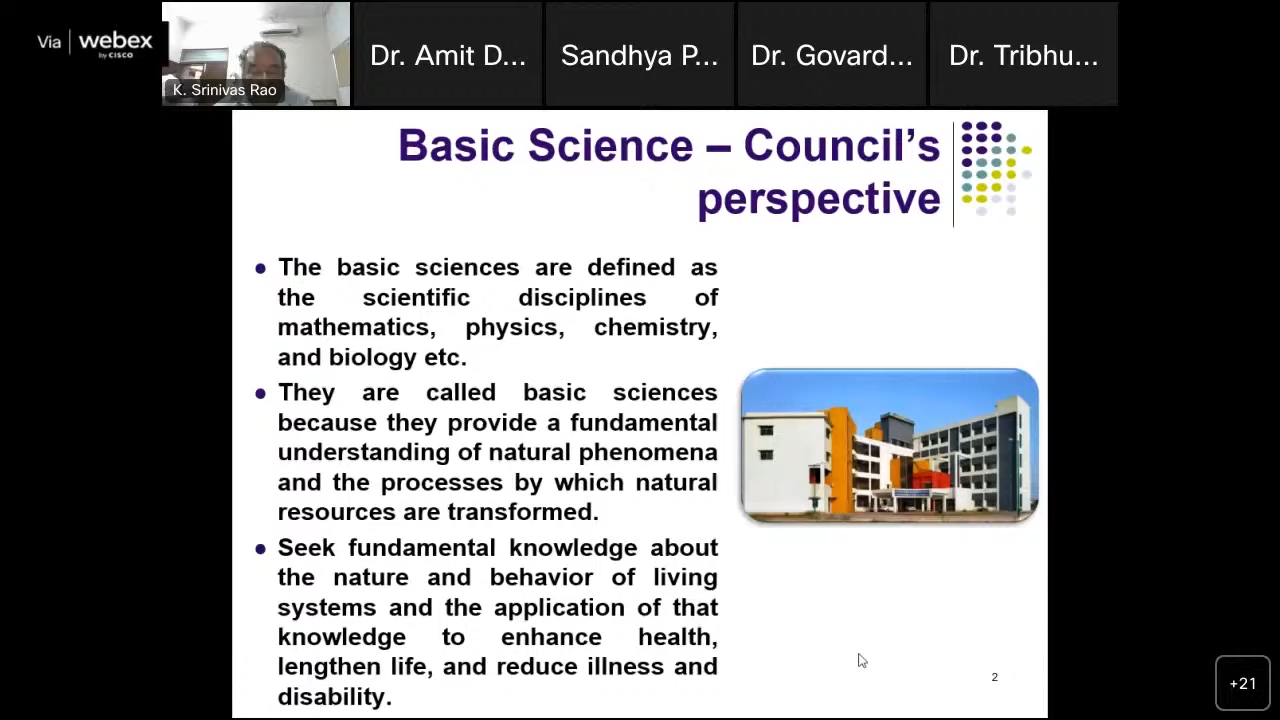 Via webex
by CISCO
K. Srinivas Rao
Dr. Amit D...
Sandhya P...
Dr. Govard...
Dr. Tribhu...
Basic Science – Council’s
perspective
● The basic sciences are defined as
the scientific disciplines of
mathematics, physics, chemistry,
and biology etc.
● They are called basic sciences
because they provide a fundamental
understanding of natural phenomena
and the processes by which natural
resources are transformed.
● Seek fundamental knowledge about
the nature and behavior of living
systems and the application of that
knowledge to enhance health,
lengthen life, and reduce illness and
disability.
2
+21